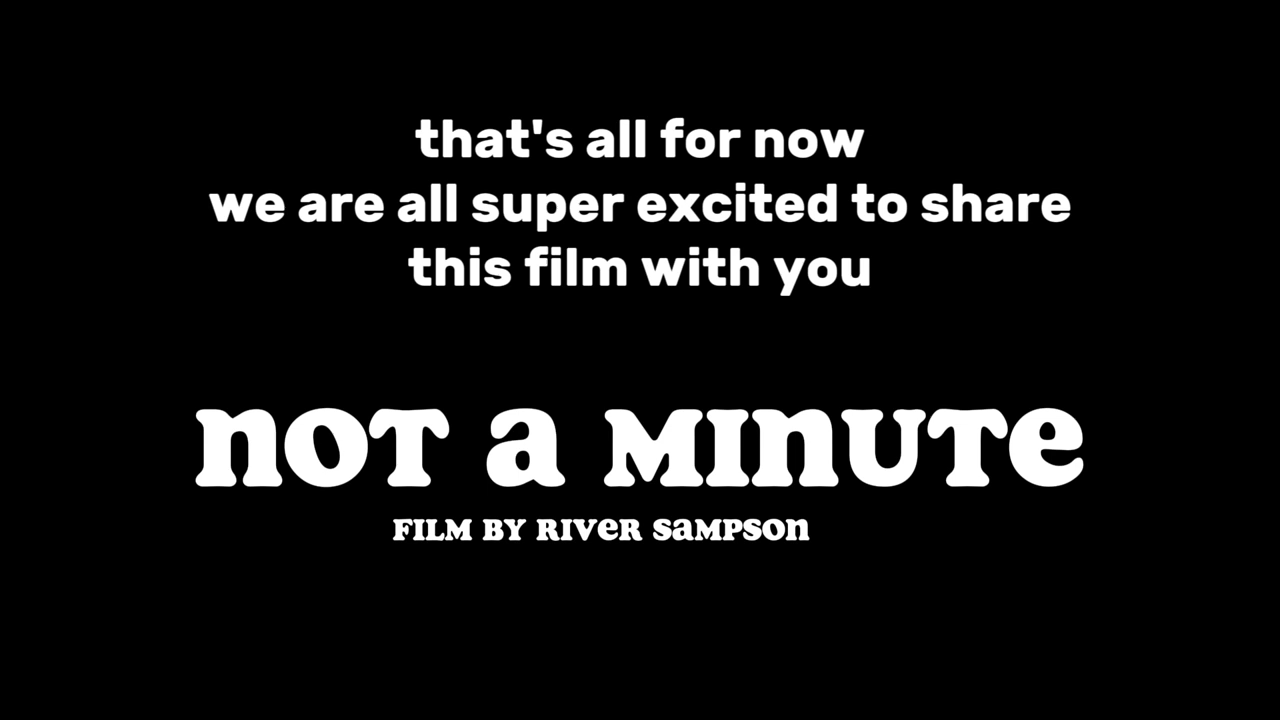 that's all for now
we are all super excited to share
this film with you
NOT a MINUTE
FILM BY RIVER SAMPSON